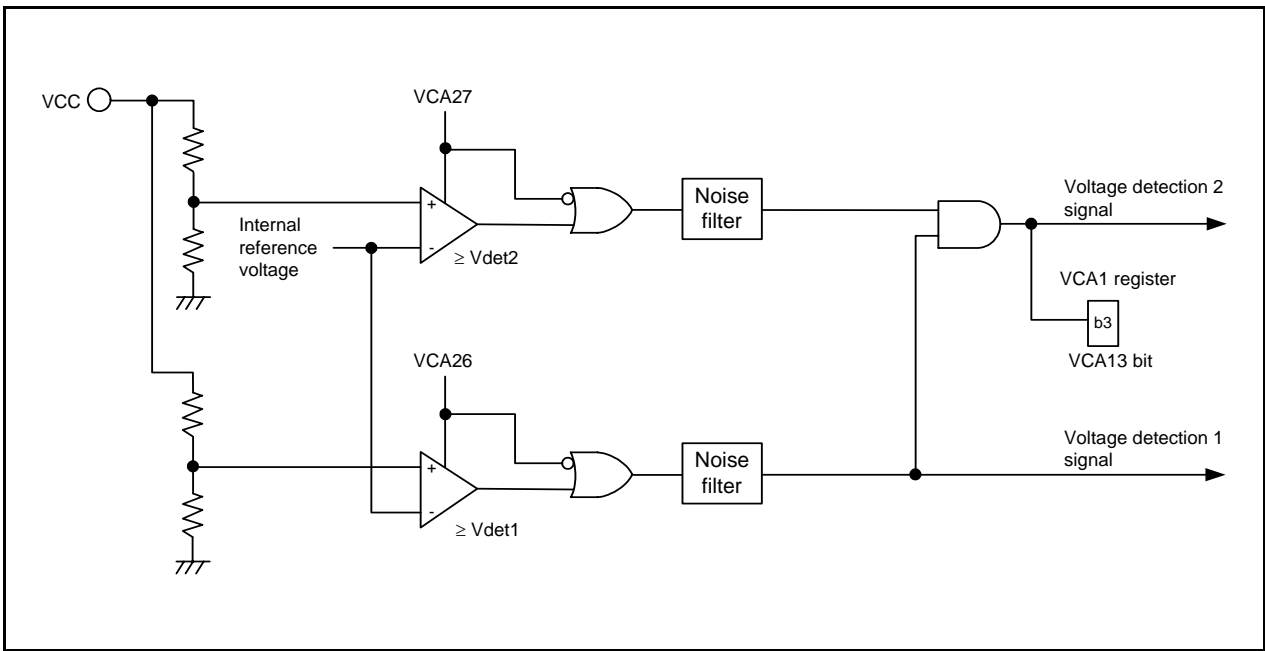 VCC
VCA27
+
-
≥ Vdet2
Internal
reference
voltage
Noise
filter
Voltage detection 2
signal
VCA1 register
b3
VCA13 bit
VCA26
+
-
≥ Vdet1
Noise
filter
Voltage detection 1
signal